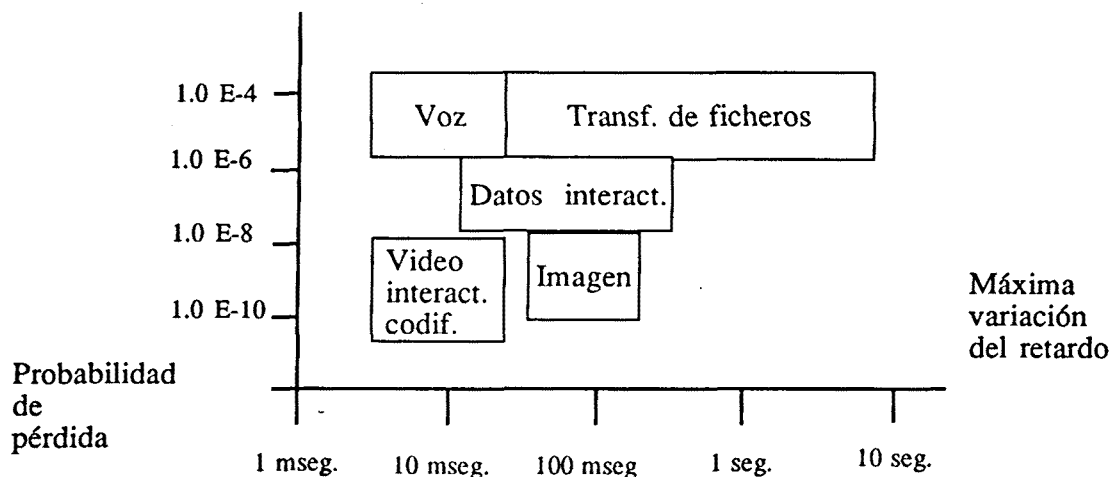 1.0 E-4
Voz
Transf. de ficheros
1.0 E-6
Datos interact.
1.0 E-8
Video
interact.
codif.
Imagen
1.0 E-10
Máxima
variación
del retardo
Probabilidad
de
pérdida
1 mseg.
10 mseg.
100 mseg
1 seg.
10 seg.